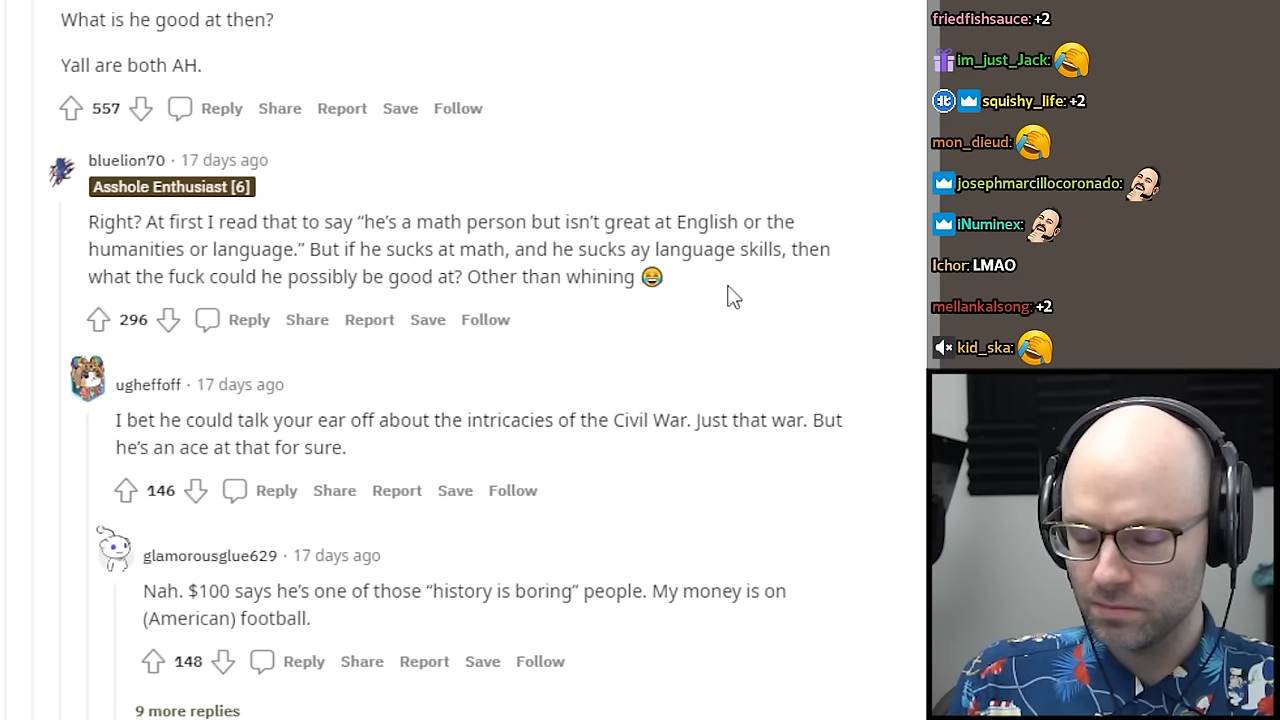 What is he good at then?
Yall are both AH.
557 Reply Share Report Save Follow
bluelion70 · 17 days ago
Asshole Enthusiast [6]
Right? At first I read that to say “he’s a math person but isn’t great at English or the
humanities or language.” But if he sucks at math, and he sucks ay language skills, then
what the fuck could he possibly be good at? Other than whining 😂
296 Reply Share Report Save Follow
ugheffoff · 17 days ago
I bet he could talk your ear off about the intricacies of the Civil War. Just that war. But
he’s an ace at that for sure.
146 Reply Share Report Save Follow
glamorousglue629 · 17 days ago
Nah. $100 says he’s one of those “history is boring” people. My money is on
(American) football.
148 Reply Share Report Save Follow
9 more replies
friedfishsauce: +2
im_just_Jack:
squishy_life: +2
mon_dieud:
josephmarcillocoronado:
iNuminex:
Ichor: LMAO
mellankalsong: +2
kid_ska: